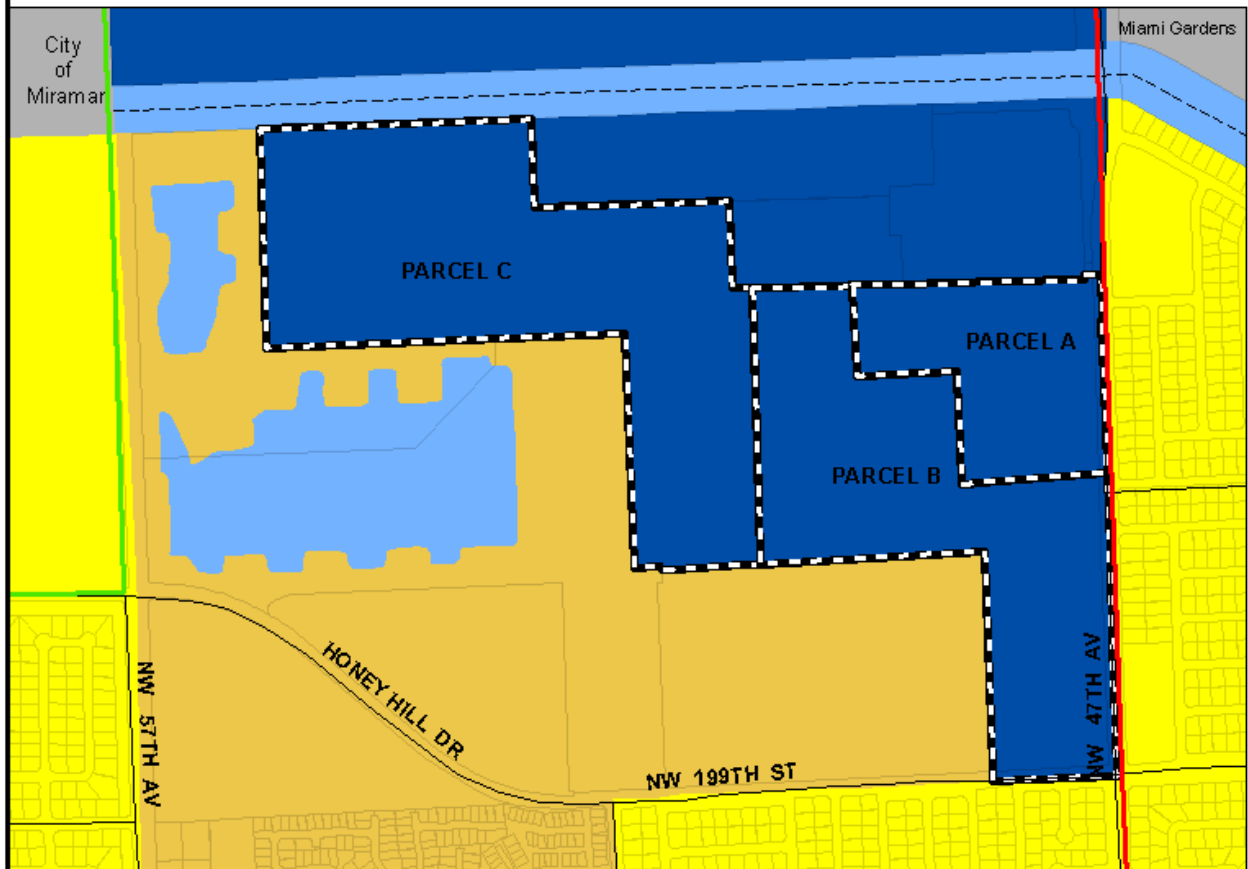 City
of
Miramar
Miami Gardens
PARCEL C
PARCEL A
PARCEL B
HONEY HILL DR
NW 57TH AV
NW 47TH AV
NW 199TH ST